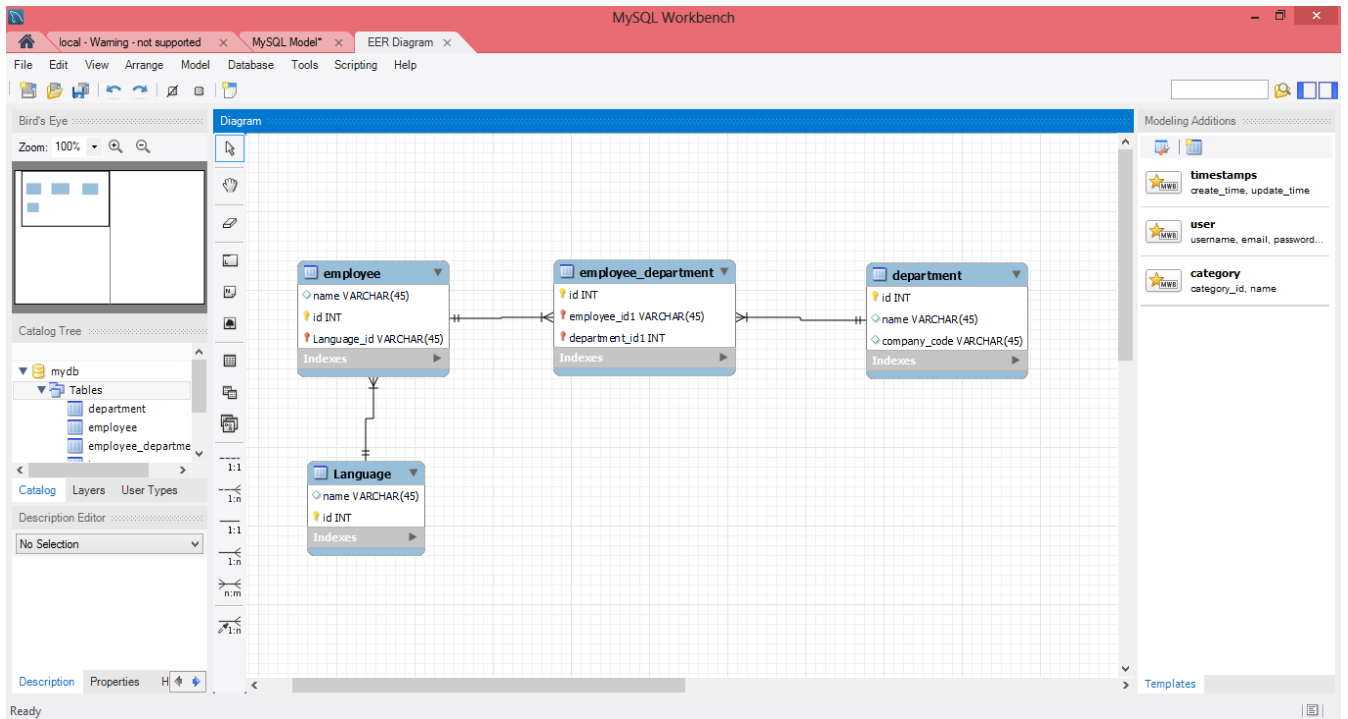 MySQL Workbench
local - Warning - not supported
MySQL Model*
EER Diagram
File Edit View Arrange Model Database Tools Scripting Help
Bird's Eye
Zoom: 100%
Catalog Tree
mydb
Tables
department
employee
employee_departme
Catalog Layers User Types
Description Editor
No Selection
Description Properties H
Ready
Diagram
1:1
1:n
1:1
1:n
n:m
1:n
employee
name VARCHAR(45)
id INT
Language_id VARCHAR(45)
Indexes
employee_department
id INT
employee_id1 VARCHAR(45)
department_id1 INT
Indexes
department
id INT
name VARCHAR(45)
company_code VARCHAR(45)
Indexes
Language
name VARCHAR(45)
id INT
Indexes
Modeling Additions
MWB
timestamps
create_time, update_time
MWB
user
username, email, password...
MWB
category
category_id, name
Templates